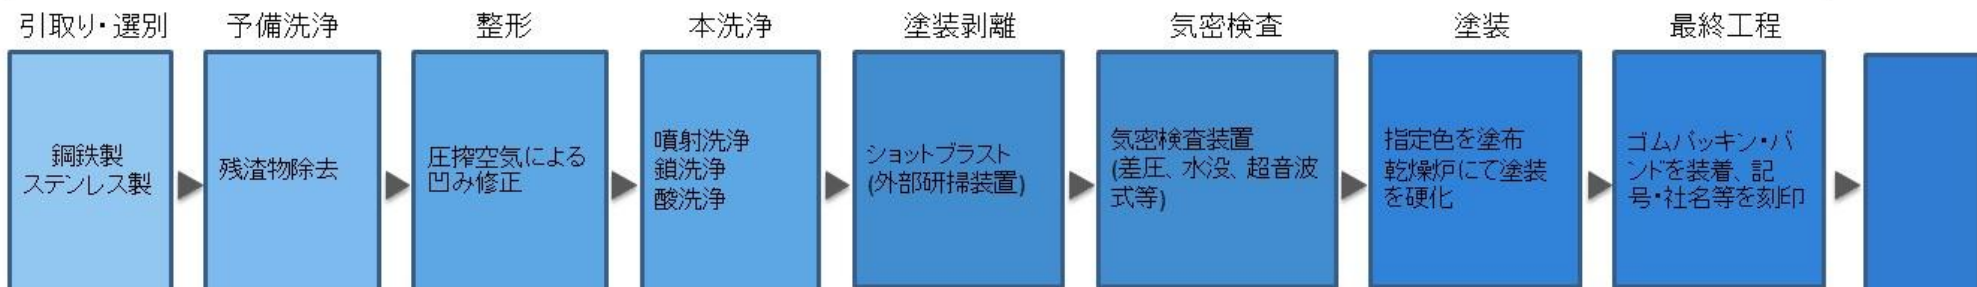 引取り・選別
予備洗浄
整形
本洗浄
塗装剥離
気密検査
塗装
最終工程
鋼鉄製
ステンレス製
残渣物除去
圧搾空気による
凹み修正
噴射洗浄
鎖洗浄
酸洗浄
ショットブラスト
(外部研掃装置)
気密検査装置
(差圧、水没、超音波
式等)
指定色を塗布
乾燥炉にて塗装
を硬化
ゴムパッキン・バ
ンドを装着、記
号・社名等を刻印